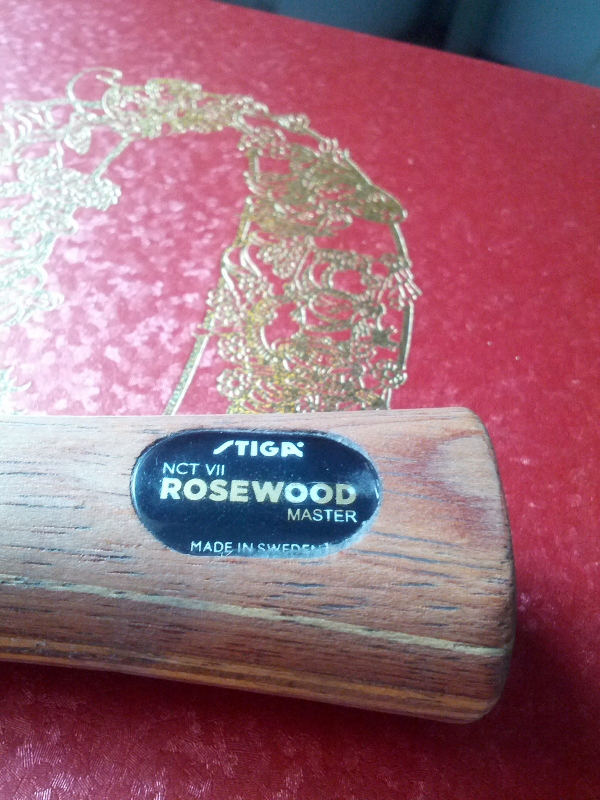 STIGA
NCT VII
ROSEWOOD
MASTER
MADE IN SWEDEN